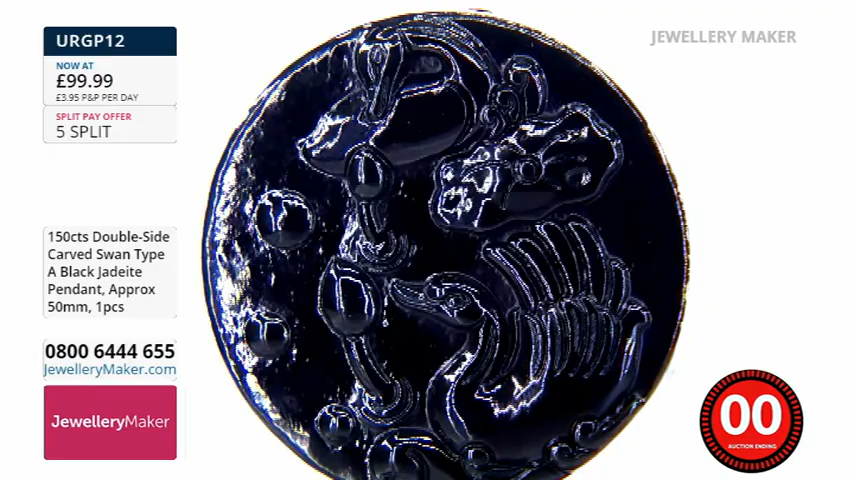 URGP12
NOW AT
£99.99
£3.95 P&P PER DAY
SPLIT PAY OFFER
5 SPLIT
150cts Double-Side
Carved Swan Type
A Black Jadeite
Pendant, Approx
50mm, 1pcs
0800 6444 655
JewelleryMaker.com
JewelleryMaker
JEWELLERY MAKER
00
AUCTION ENDING